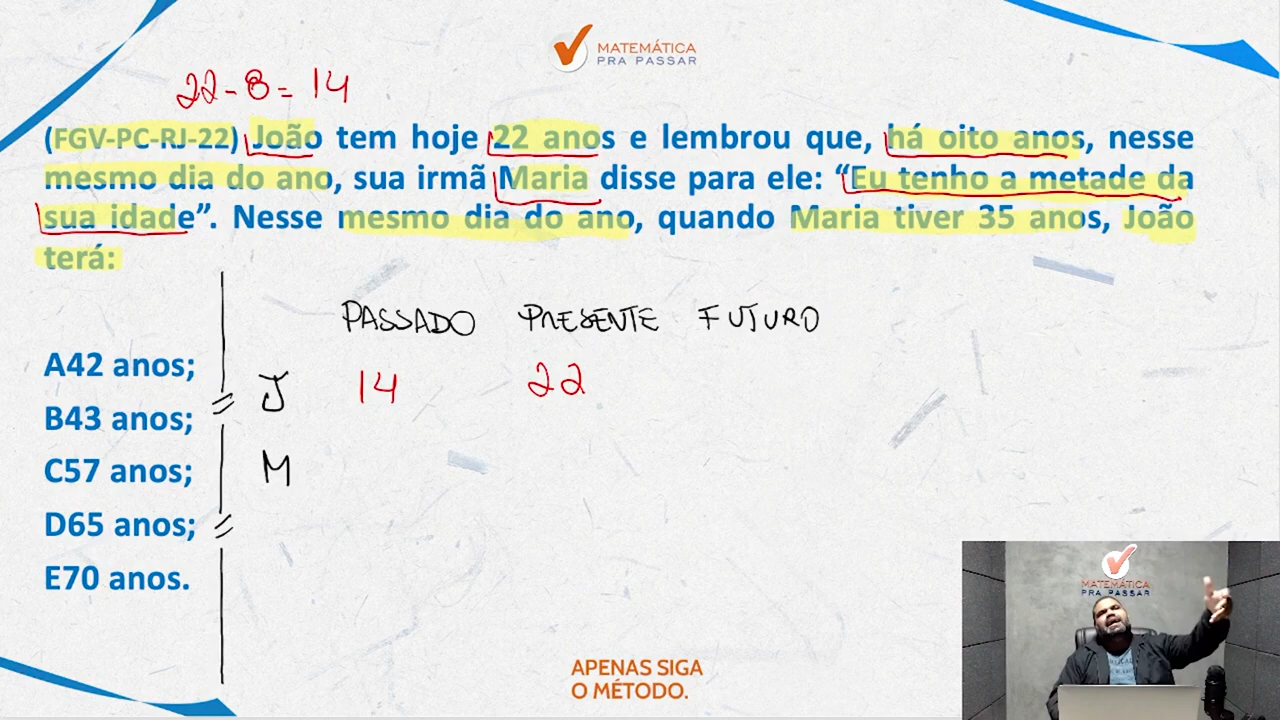 MATEMÁTICA
PRA PASSAR
22 - 8 = 14
(FGV-PC-RJ-22) João tem hoje 22 anos e lembrou que, há oito anos, nesse
mesmo dia do ano, sua irmã Maria disse para ele: “Eu tenho a metade da
sua idade”. Nesse mesmo dia do ano, quando Maria tiver 35 anos, João
terá:
PASSADO PRESENTE FUTURO
A42 anos;
J 14 22
B43 anos;
C57 anos;
M
D65 anos;
E70 anos.
MATEMÁTICA
PRA PASSAR
APENAS SIGA
O MÉTODO.